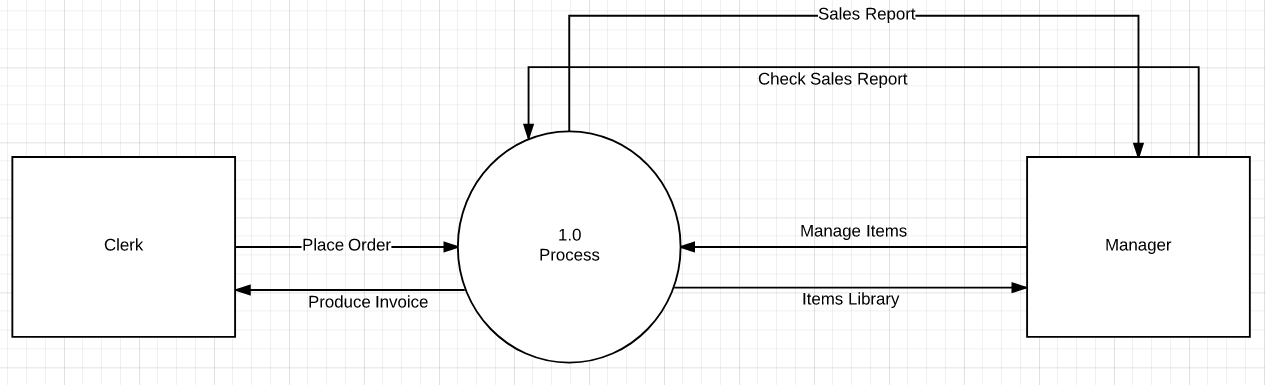 Sales Report
Check Sales Report
Clerk
Place Order
Produce Invoice
1.0
Process
Manage Items
Items Library
Manager